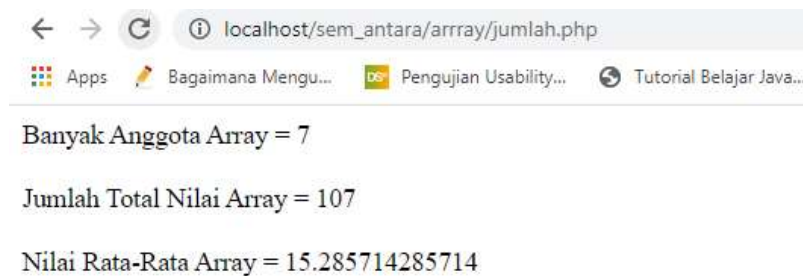 localhost/sem_antara/arrray/jumlah.php
Apps Bagaimana Mengu... DS Pengujian Usability... Tutorial Belajar Java...
Banyak Anggota Array = 7
Jumlah Total Nilai Array = 107
Nilai Rata-Rata Array = 15.285714285714